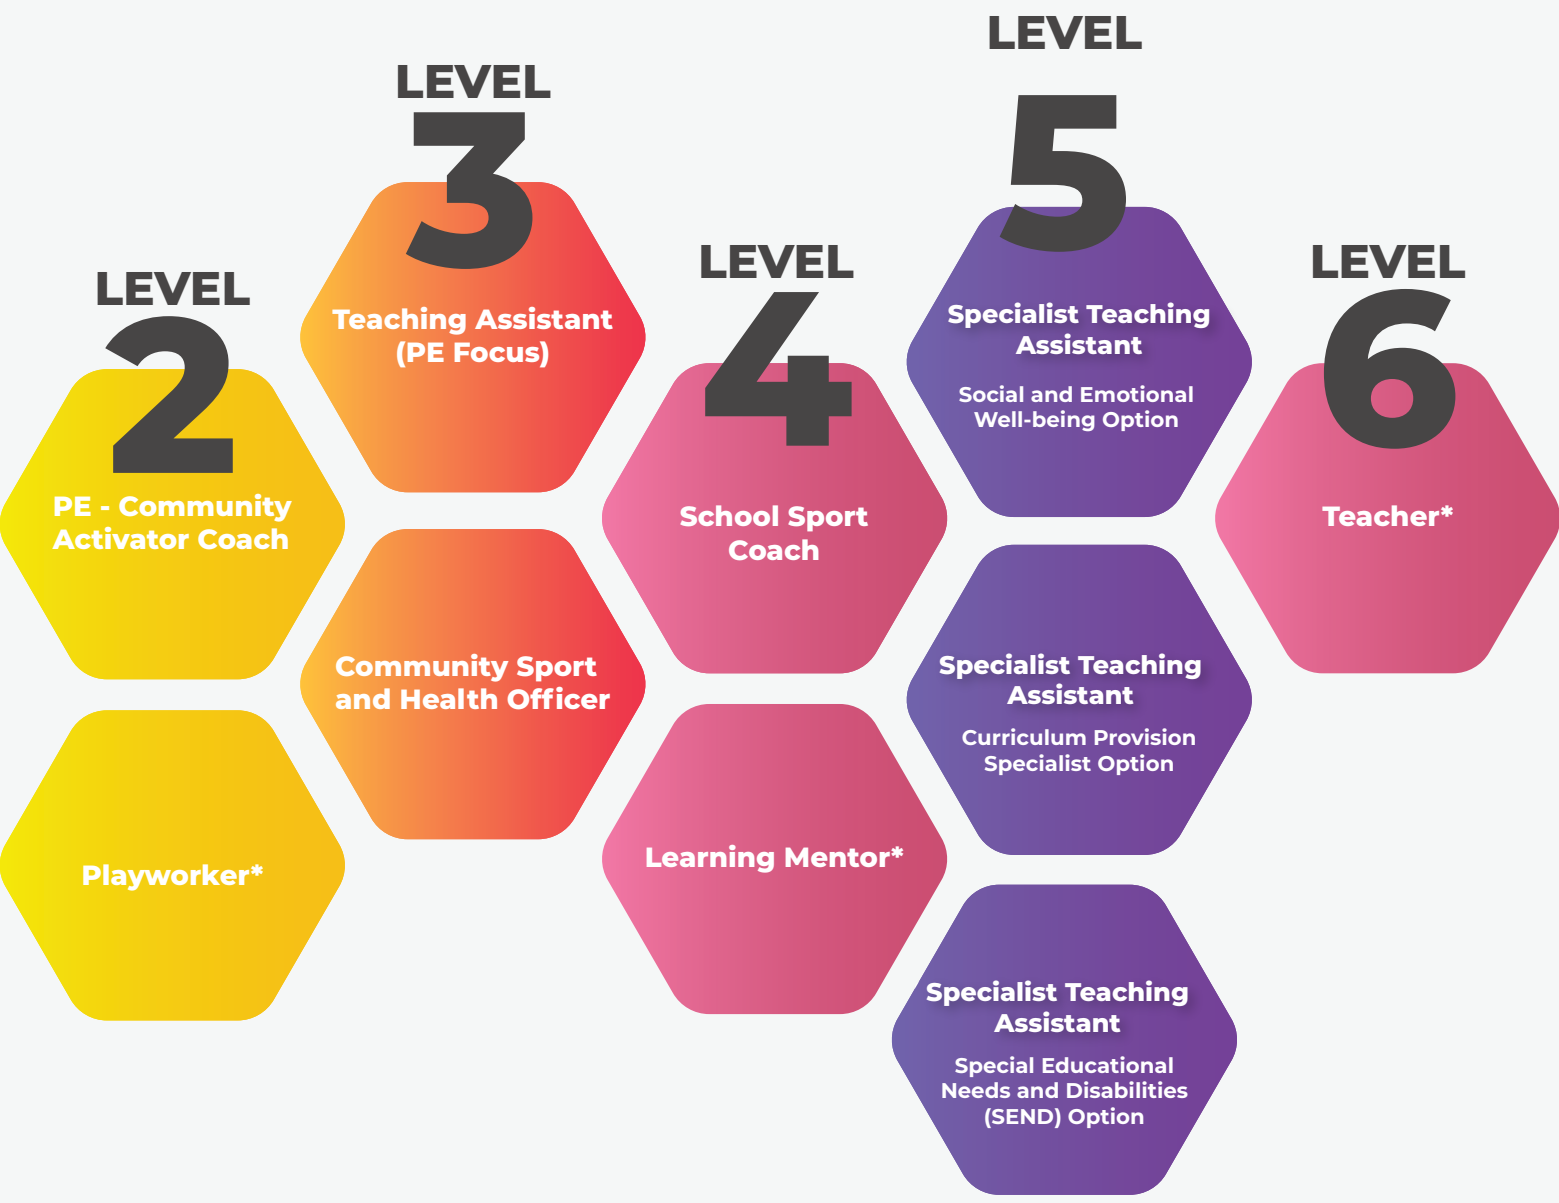 LEVEL
2
PE - Community
Activator Coach
Playworker*
LEVEL
3
Teaching Assistant
(PE Focus)
Community Sport
and Health Officer
LEVEL
4
School Sport
Coach
Learning Mentor*
LEVEL
5
Specialist Teaching
Assistant
Social and Emotional
Well-being Option
Specialist Teaching
Assistant
Curriculum Provision
Specialist Option
Specialist Teaching
Assistant
Special Educational
Needs and Disabilities
(SEND) Option
LEVEL
6
Teacher*